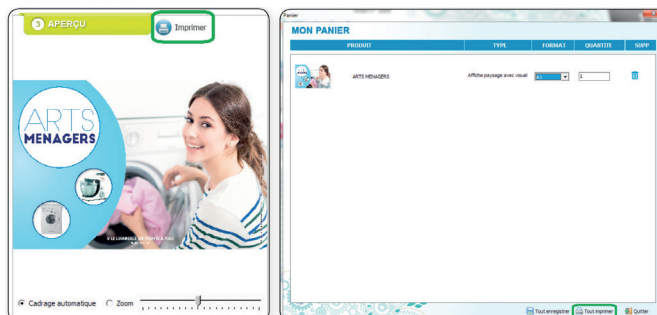 3 APERÇU
Imprimer
ARTS
MENAGERS
Cadrage automatique
Zoom
Panier
MON PANIER
PRODUIT TYPE FORMAT QUANTITE SUPP
ARTS MENAGERS Affiche paysage avec visuel 1
Tout enregistrer Tout imprimer Quitter